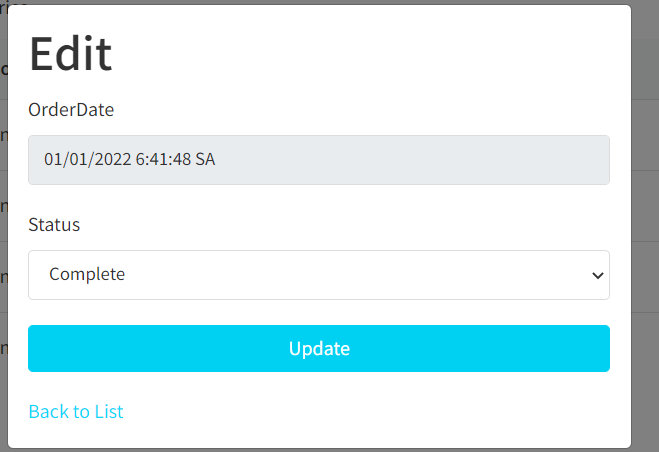 Edit
OrderDate
01/01/2022 6:41:48 SA
Status
Complete
Update
Back to List